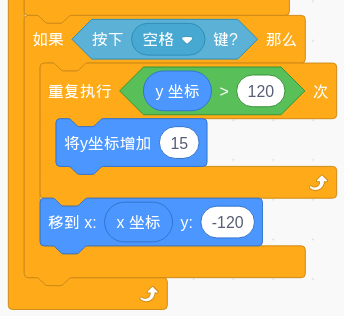 如果 按下 空格 键? 那么
重复执行 y 坐标 > 120 次
将y坐标增加 15
移到 x: x 坐标 y: -120